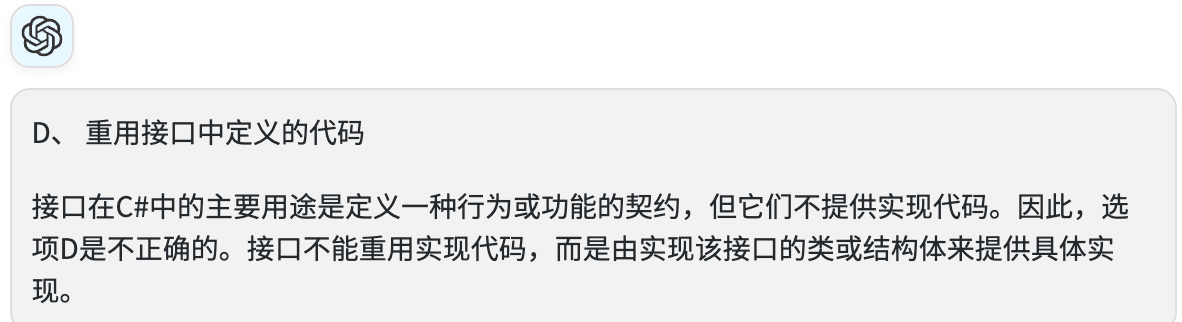 D、 重用接口中定义的代码
接口在C#中的主要用途是定义一种行为或功能的契约，但它们不提供实现代码。因此，选
项D是不正确的。接口不能重用实现代码，而是由实现该接口的类或结构体来提供具体实
现。